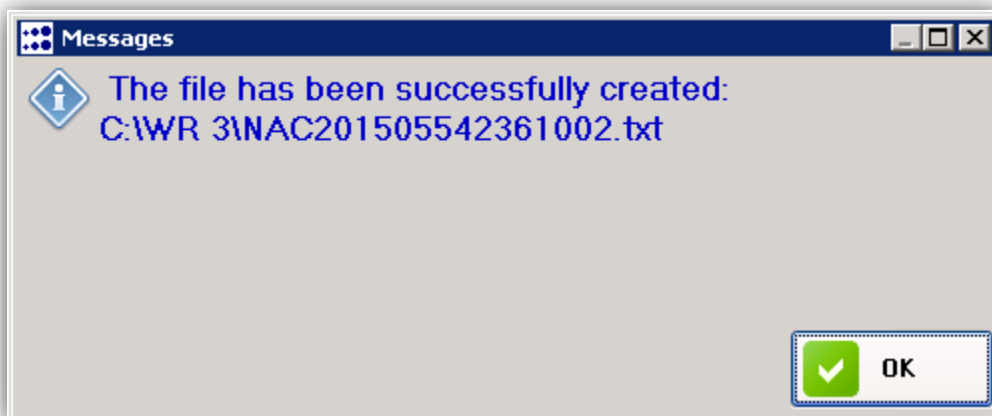 Messages
The file has been successfully created:
C:\WR 3\NAC201505542361002.txt
OK